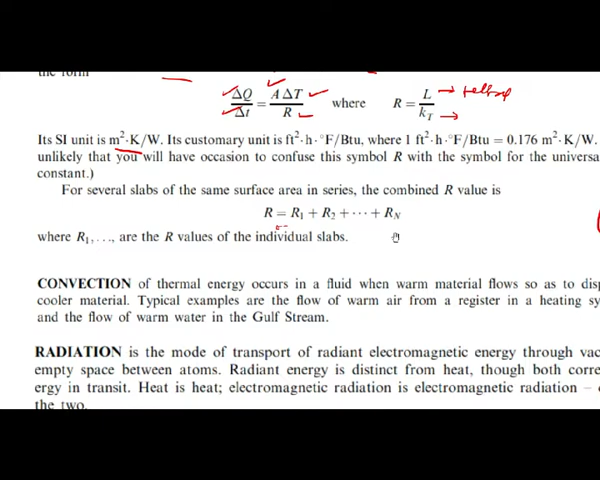 the form
ΔQ/Δt = A ΔT/R where R = L/k_T
Its SI unit is m²·K/W. Its customary unit is ft²·h·°F/Btu, where 1 ft²·h·°F/Btu = 0.176 m²·K/W.
unlikely that you will have occasion to confuse this symbol R with the symbol for the universa
constant.)
For several slabs of the same surface area in series, the combined R value is
R = R₁ + R₂ + ··· + R_N
where R₁, ..., are the R values of the individual slabs.
CONVECTION of thermal energy occurs in a fluid when warm material flows so as to disp
cooler material. Typical examples are the flow of warm air from a register in a heating sy
and the flow of warm water in the Gulf Stream.
RADIATION is the mode of transport of radiant electromagnetic energy through vac
empty space between atoms. Radiant energy is distinct from heat, though both corre
ergy in transit. Heat is heat; electromagnetic radiation is electromagnetic radiation –
the two.